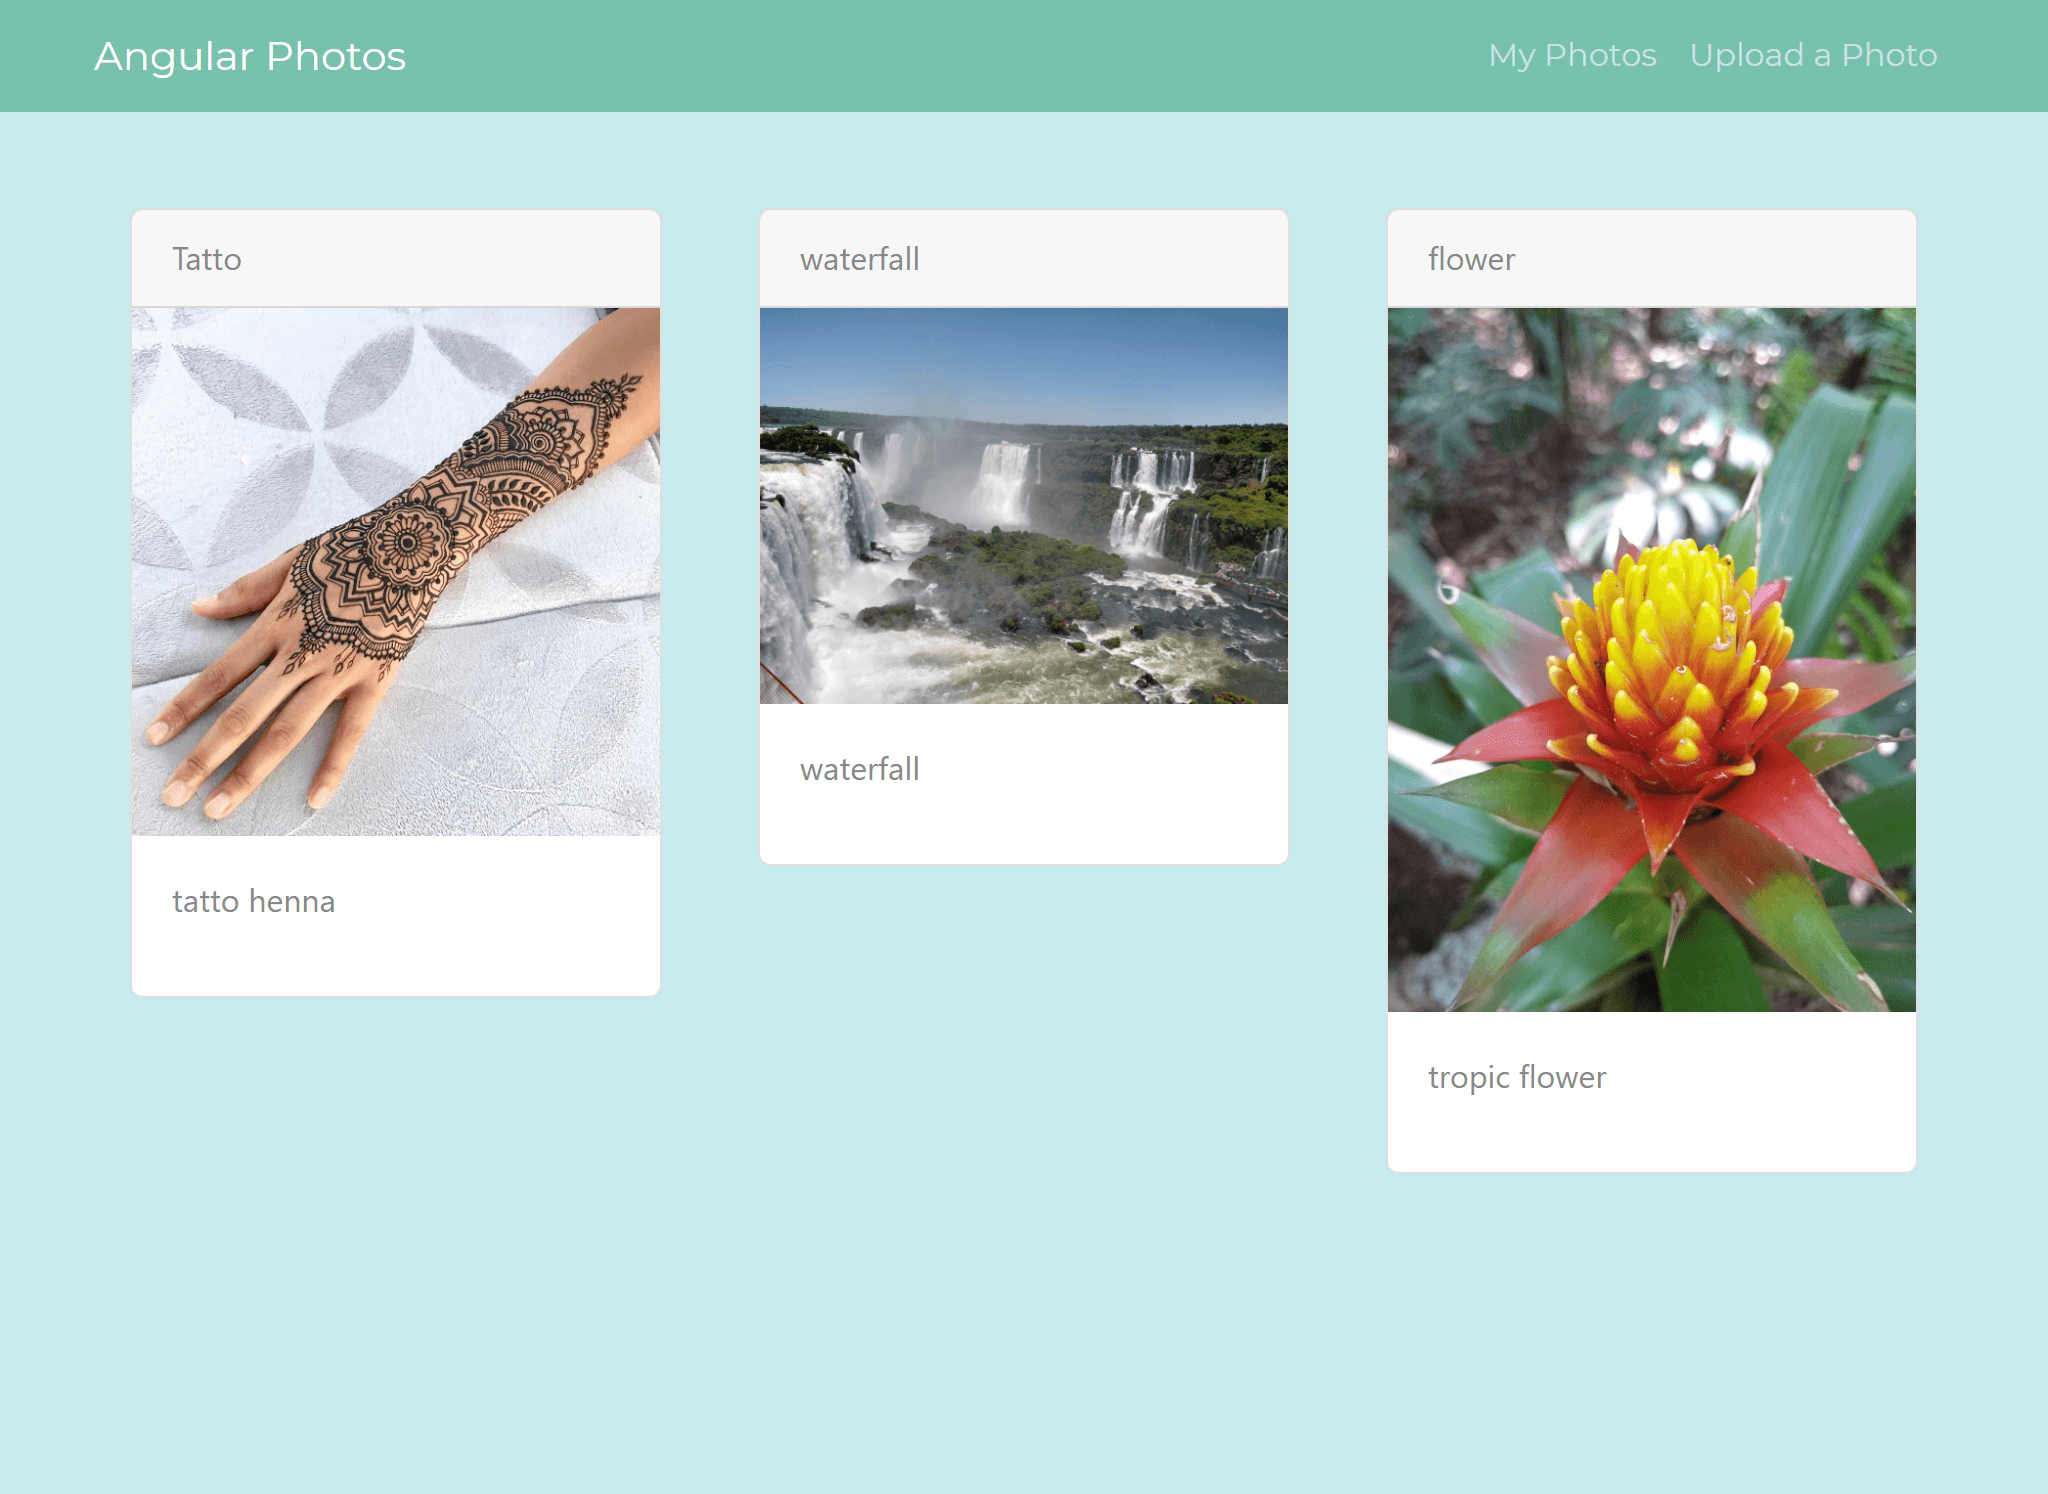 Angular Photos
My Photos
Upload a Photo
Tatto
tatto henna
waterfall
waterfall
flower
tropic flower